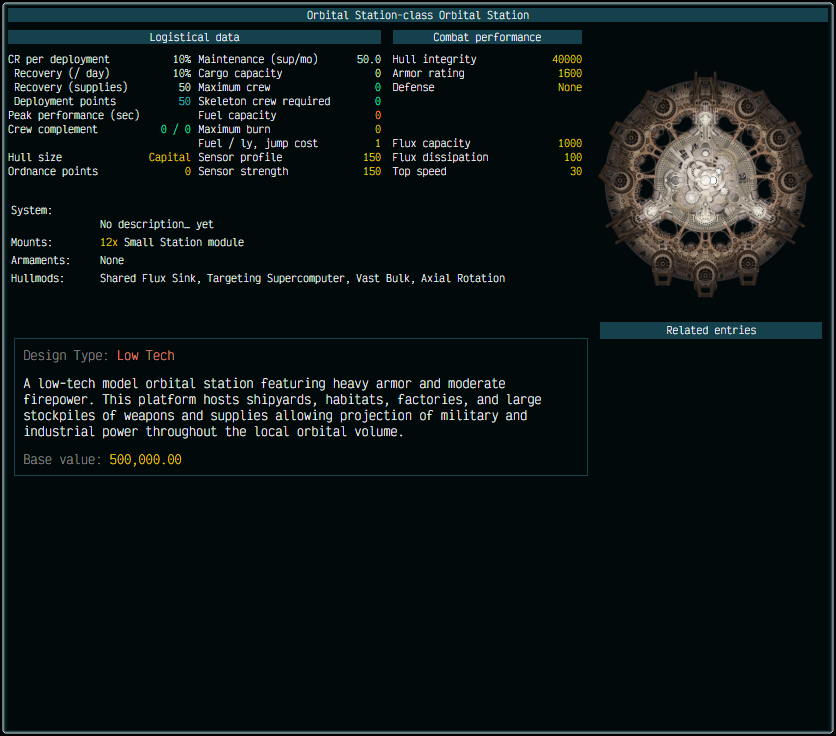 Orbital Station-class Orbital Station
Logistical data
CR per deployment 10% Maintenance (sup/mo) 50.0
Recovery (/ day) 10% Cargo capacity 0
Recovery (supplies) 50 Maximum crew 0
Deployment points 50 Skeleton crew required 0
Peak performance (sec) Fuel capacity 0
Crew complement 0 / 0 Maximum burn 0
Fuel / ly, jump cost 1
Hull size Capital Sensor profile 150
Ordnance points 0 Sensor strength 150
Combat performance
Hull integrity 40000
Armor rating 1600
Defense None
Flux capacity 1000
Flux dissipation 100
Top speed 30
System:
No description… yet
Mounts: 12x Small Station module
Armaments: None
Hullmods: Shared Flux Sink, Targeting Supercomputer, Vast Bulk, Axial Rotation
Related entries
Design Type: Low Tech
A low-tech model orbital station featuring heavy armor and moderate
firepower. This platform hosts shipyards, habitats, factories, and large
stockpiles of weapons and supplies allowing projection of military and
industrial power throughout the local orbital volume.
Base value: 500,000.00